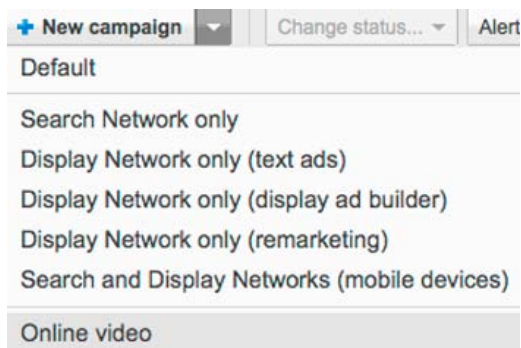 New campaign Change status... Alert
Default
Search Network only
Display Network only (text ads)
Display Network only (display ad builder)
Display Network only (remarketing)
Search and Display Networks (mobile devices)
Online video